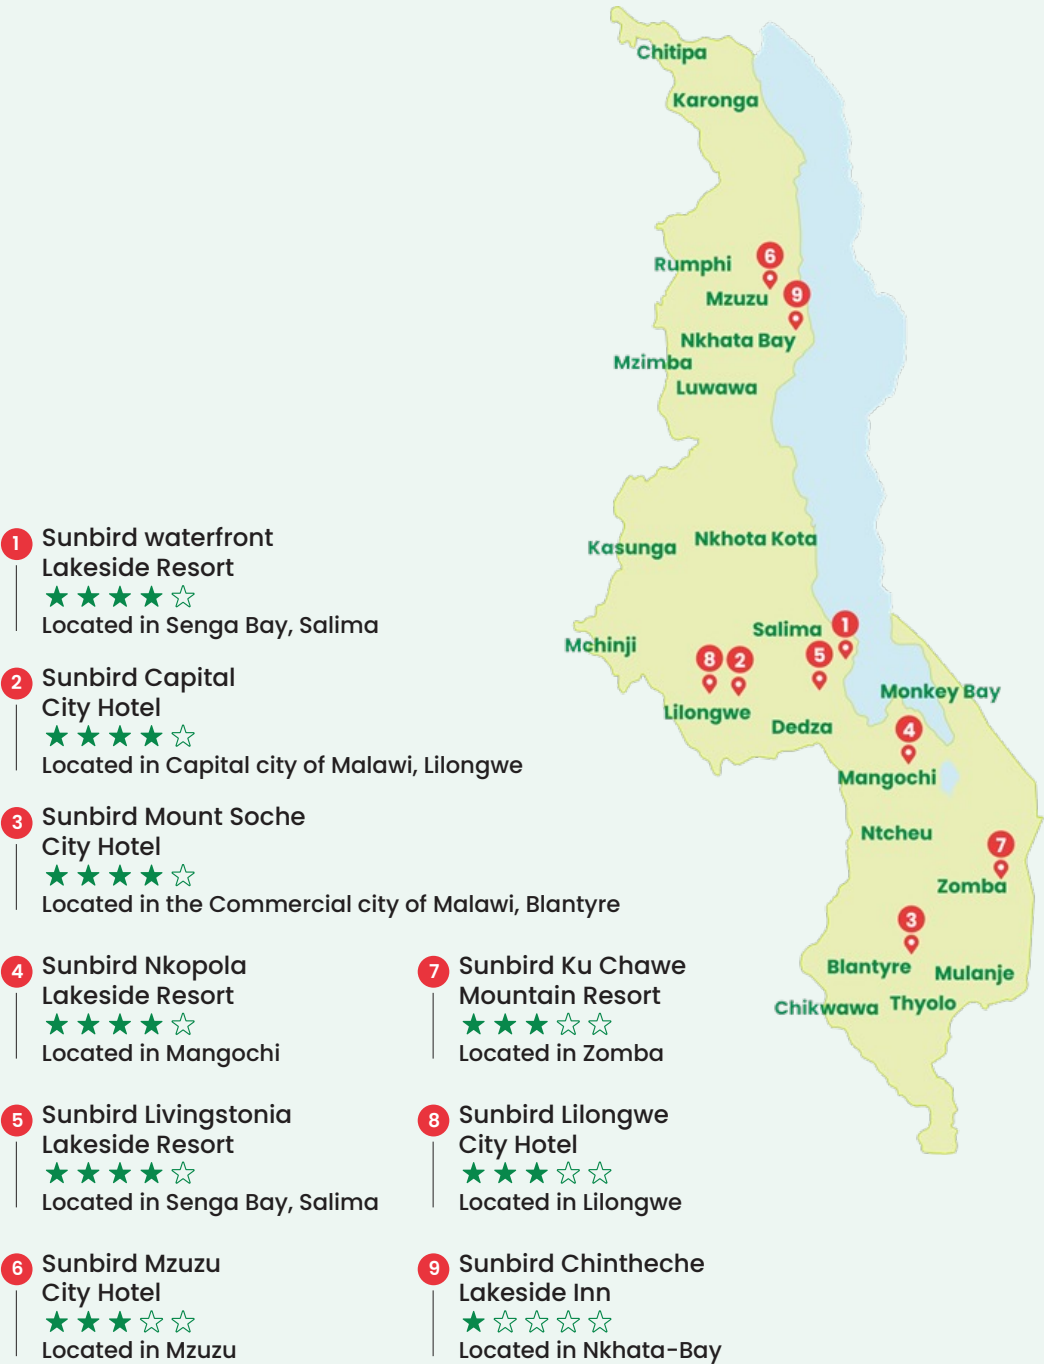 Chitipa
Karonga
Rumphi
6
Mzuzu
9
Nkhata Bay
Mzimba
Luwawa
Kasunga
Nkhota Kota
Mchinji
Salima
1
8
2
5
Lilongwe
Dedza
Monkey Bay
4
Mangochi
Ntcheu
7
Zomba
3
Blantyre
Mulanje
Chikwawa
Thyolo
1
Sunbird waterfront
Lakeside Resort
Located in Senga Bay, Salima
2
Sunbird Capital
City Hotel
Located in Capital city of Malawi, Lilongwe
3
Sunbird Mount Soche
City Hotel
Located in the Commercial city of Malawi, Blantyre
4
Sunbird Nkopola
Lakeside Resort
Located in Mangochi
5
Sunbird Livingstonia
Lakeside Resort
Located in Senga Bay, Salima
6
Sunbird Mzuzu
City Hotel
Located in Mzuzu
7
Sunbird Ku Chawe
Mountain Resort
Located in Zomba
8
Sunbird Lilongwe
City Hotel
Located in Lilongwe
9
Sunbird Chintheche
Lakeside Inn
Located in Nkhata-Bay